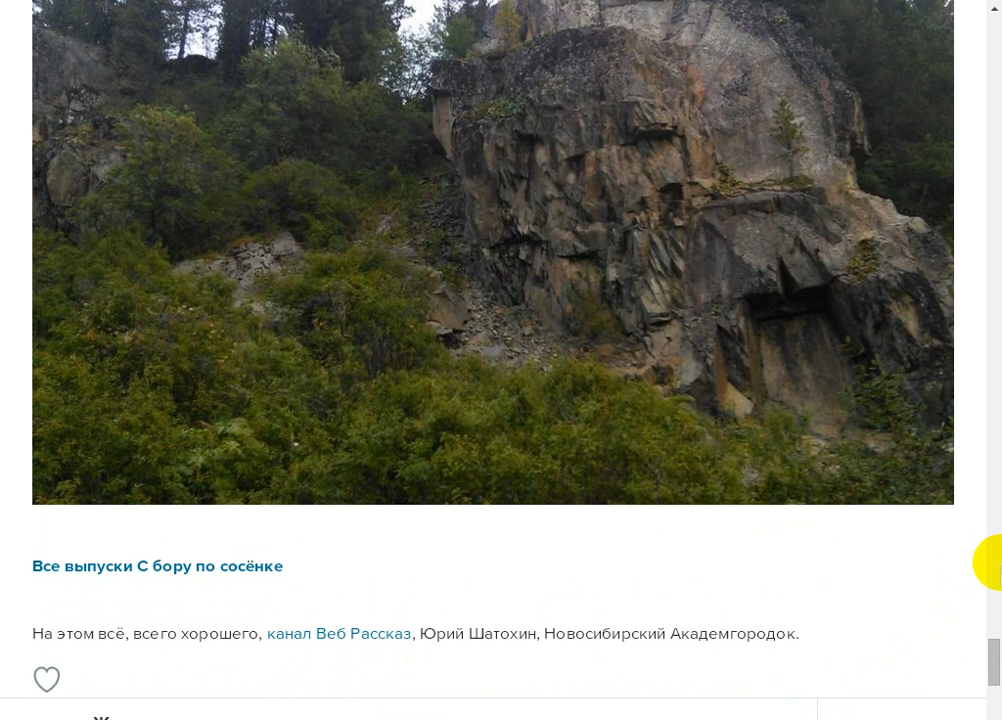 Все выпуски С бору по сосёнке
На этом всё, всего хорошего, канал Веб Рассказ, Юрий Шатохин, Новосибирский Академгородок.